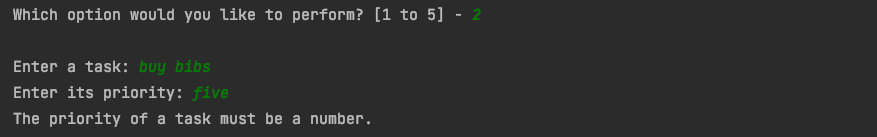 Which option would you like to perform? [1 to 5] - 2
Enter a task: buy bibs
Enter its priority: five
The priority of a task must be a number.